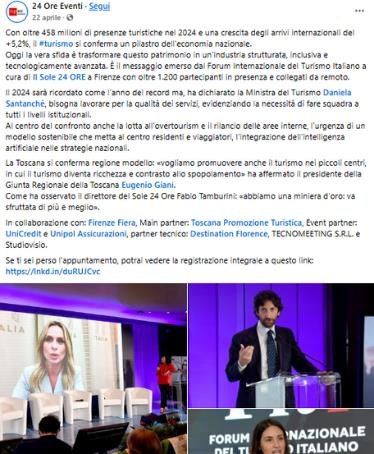 24 Ore Eventi · Segui
22 aprile ·
Con oltre 458 milioni di presenze turistiche nel 2024 e una crescita degli arrivi internazionali del
+5,2%, il #turismo si conferma un pilastro dell'economia nazionale.
Oggi la vera sfida è trasformare questo patrimonio in un'industria strutturata, inclusiva e
tecnologicamente avanzata. È il messaggio emerso dal Forum Internazionale del Turismo Italiano a
cura di Il Sole 24 ORE a Firenze con oltre 1.200 partecipanti in presenza e collegati da remoto.
Il 2024 sarà ricordato come l'anno dei record ma, ha dichiarato la Ministra del Turismo Daniela
Santanché, bisogna lavorare per la qualità dei servizi, evidenziando la necessità di fare squadra a
tutti i livelli istituzionali.
Al centro del confronto anche la lotta all'overtourism e il rilancio delle aree interne, l'urgenza di un
modello sostenibile che metta al centro residenti e viaggiatori, l'integrazione dell'intelligenza
artificiale nelle strategie nazionali.
La Toscana si conferma regione modello: «vogliamo promuovere anche il turismo nei piccoli centri,
in cui il turismo diventa ricchezza e contrasto allo spopolamento» ha affermato il presidente della
Giunta Regionale della Toscana Eugenio Giani.
Come ha osservato il direttore del Sole 24 Ore Fabio Tamburini: «abbiamo una miniera d'oro: va
sfruttata di più e meglio».
In collaborazione con: Firenze Fiera, Main partner: Toscana Promozione Turistica, Event partner:
UniCredit e Unipol Assicurazioni, partner tecnico: Destination Florence, TECNOMEETING S.R.L. e
Studiovisio.
Se ti sei perso l'appuntamento, potrai vedere la registrazione integrale a questo link:
https://lnkd.in/duRUJCvc
ALIA
FORUM
NAZIONALE
DEL T
O ITALIANO